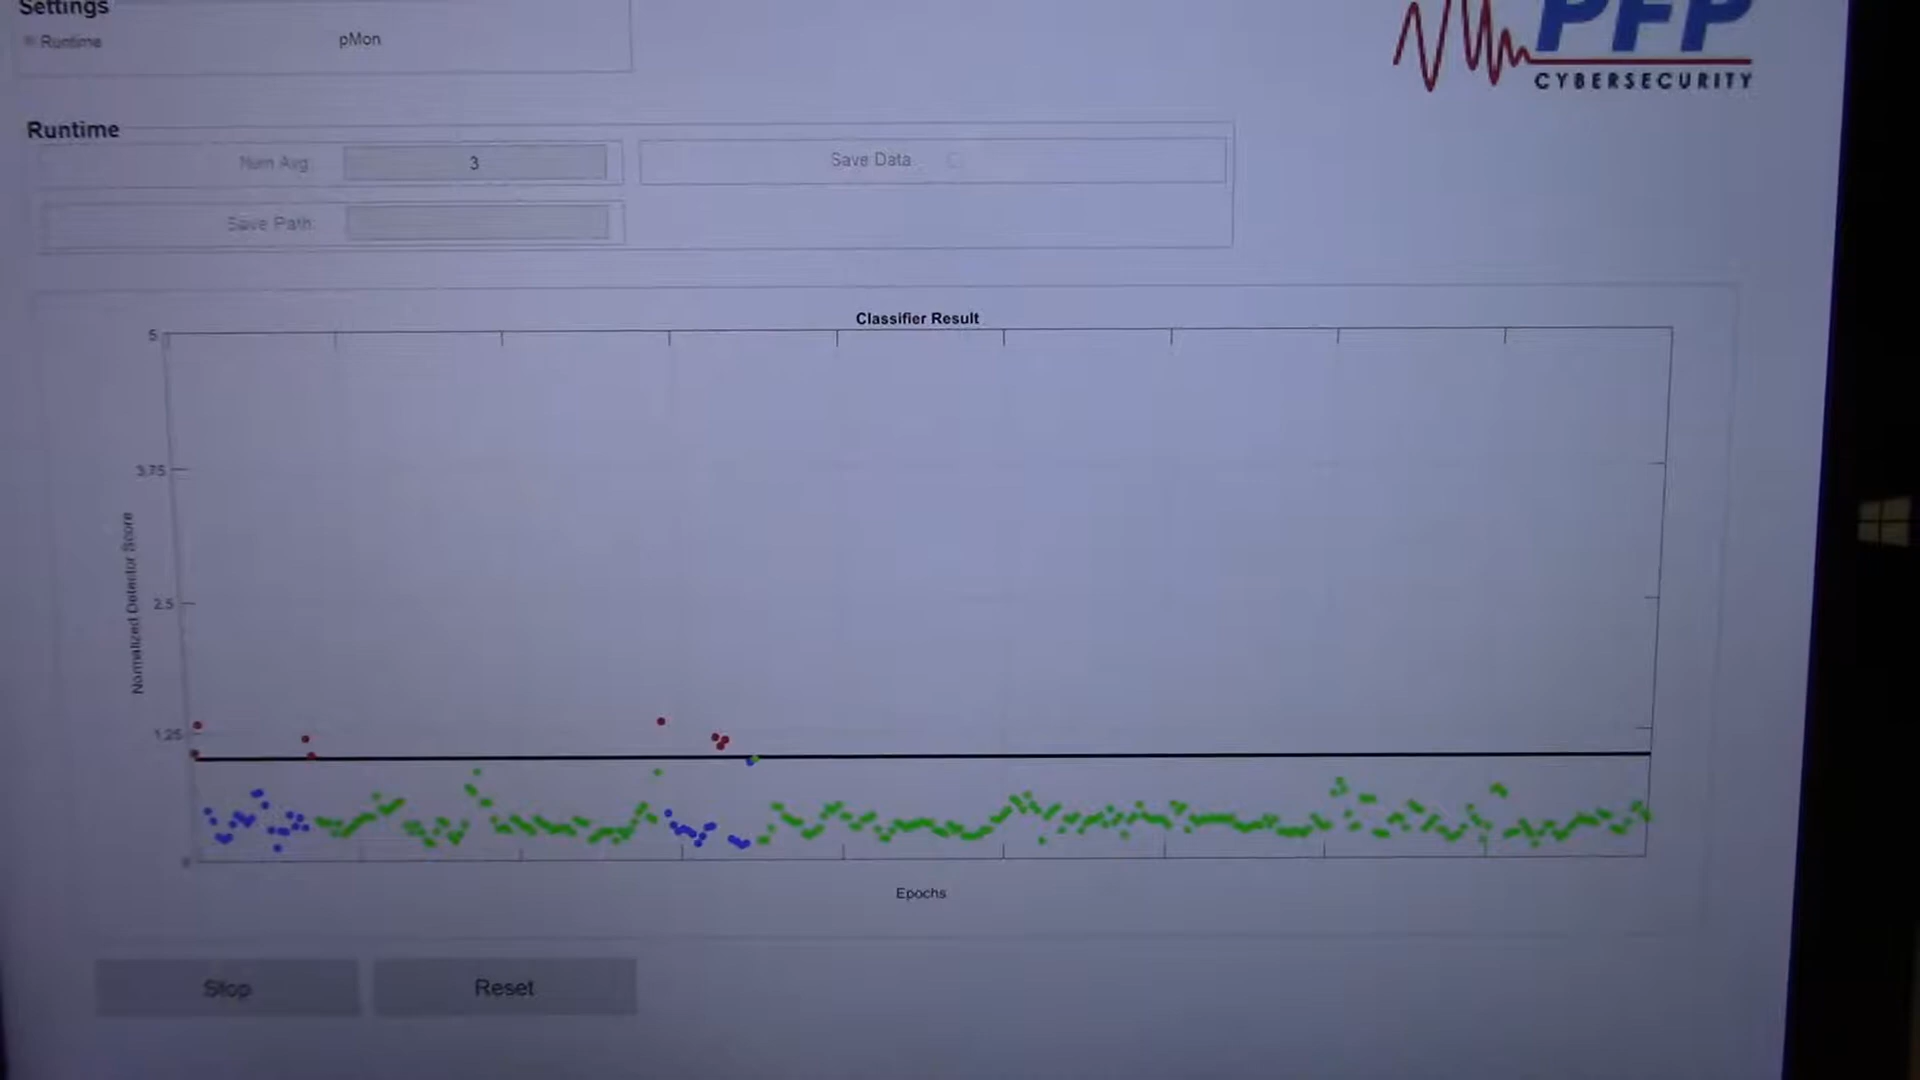 Settings
Runtime
pMon
PFP
CYBERSECURITY
Runtime
Num Avg
3
Save Data
Save Path
Classifier Result
5
3.75
2.5
1.25
0
Normalized Detector Score
Epochs
Stop
Reset